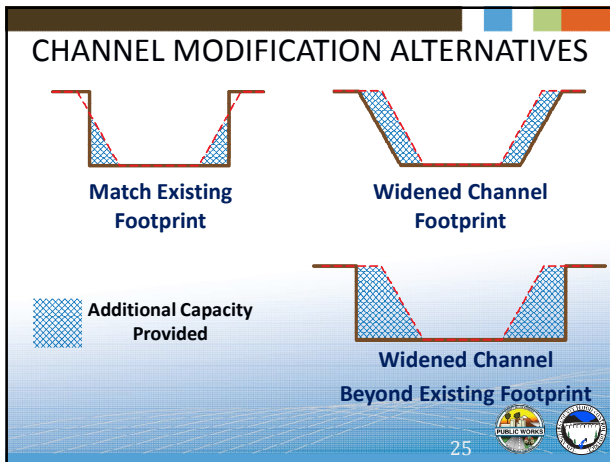 CHANNEL MODIFICATION ALTERNATIVES
Match Existing
Footprint
Widened Channel
Footprint
Additional Capacity
Provided
Widened Channel
Beyond Existing Footprint
25
PUBLIC WORKS